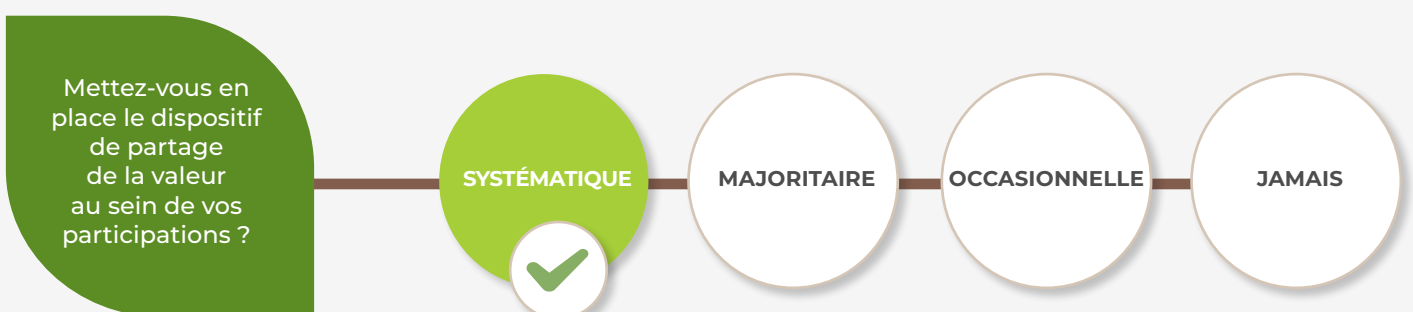 Mettez-vous en
place le dispositif
de partage
de la valeur
au sein de vos
participations ?
SYSTÉMATIQUE
MAJORITAIRE
OCCASIONNELLE
JAMAIS